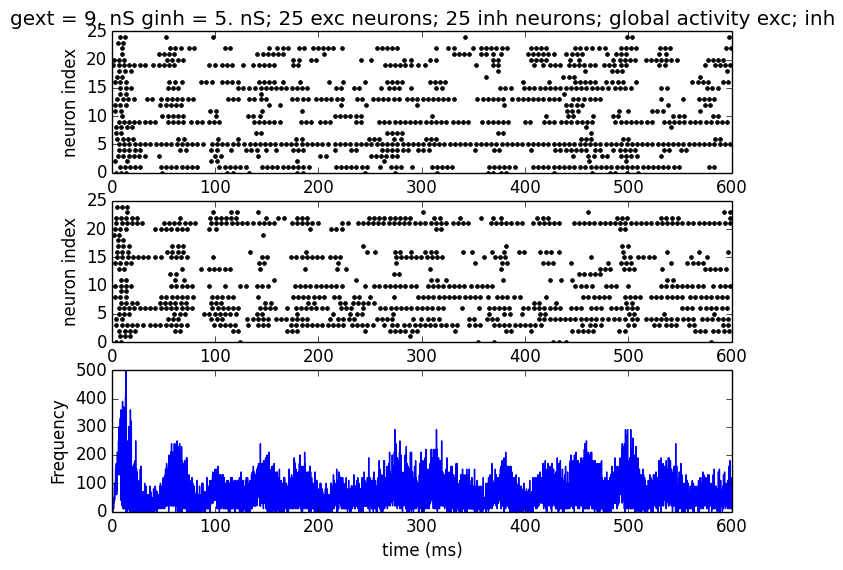 gext = 9. nS ginh = 5. nS; 25 exc neurons; 25 inh neurons; global activity exc; inh
25
20
15
10
5
0
neuron index
0 100 200 300 400 500 600
25
20
15
10
5
0
neuron index
0 100 200 300 400 500 600
500
400
300
200
100
0
Frequency
0 100 200 300 400 500 600
time (ms)